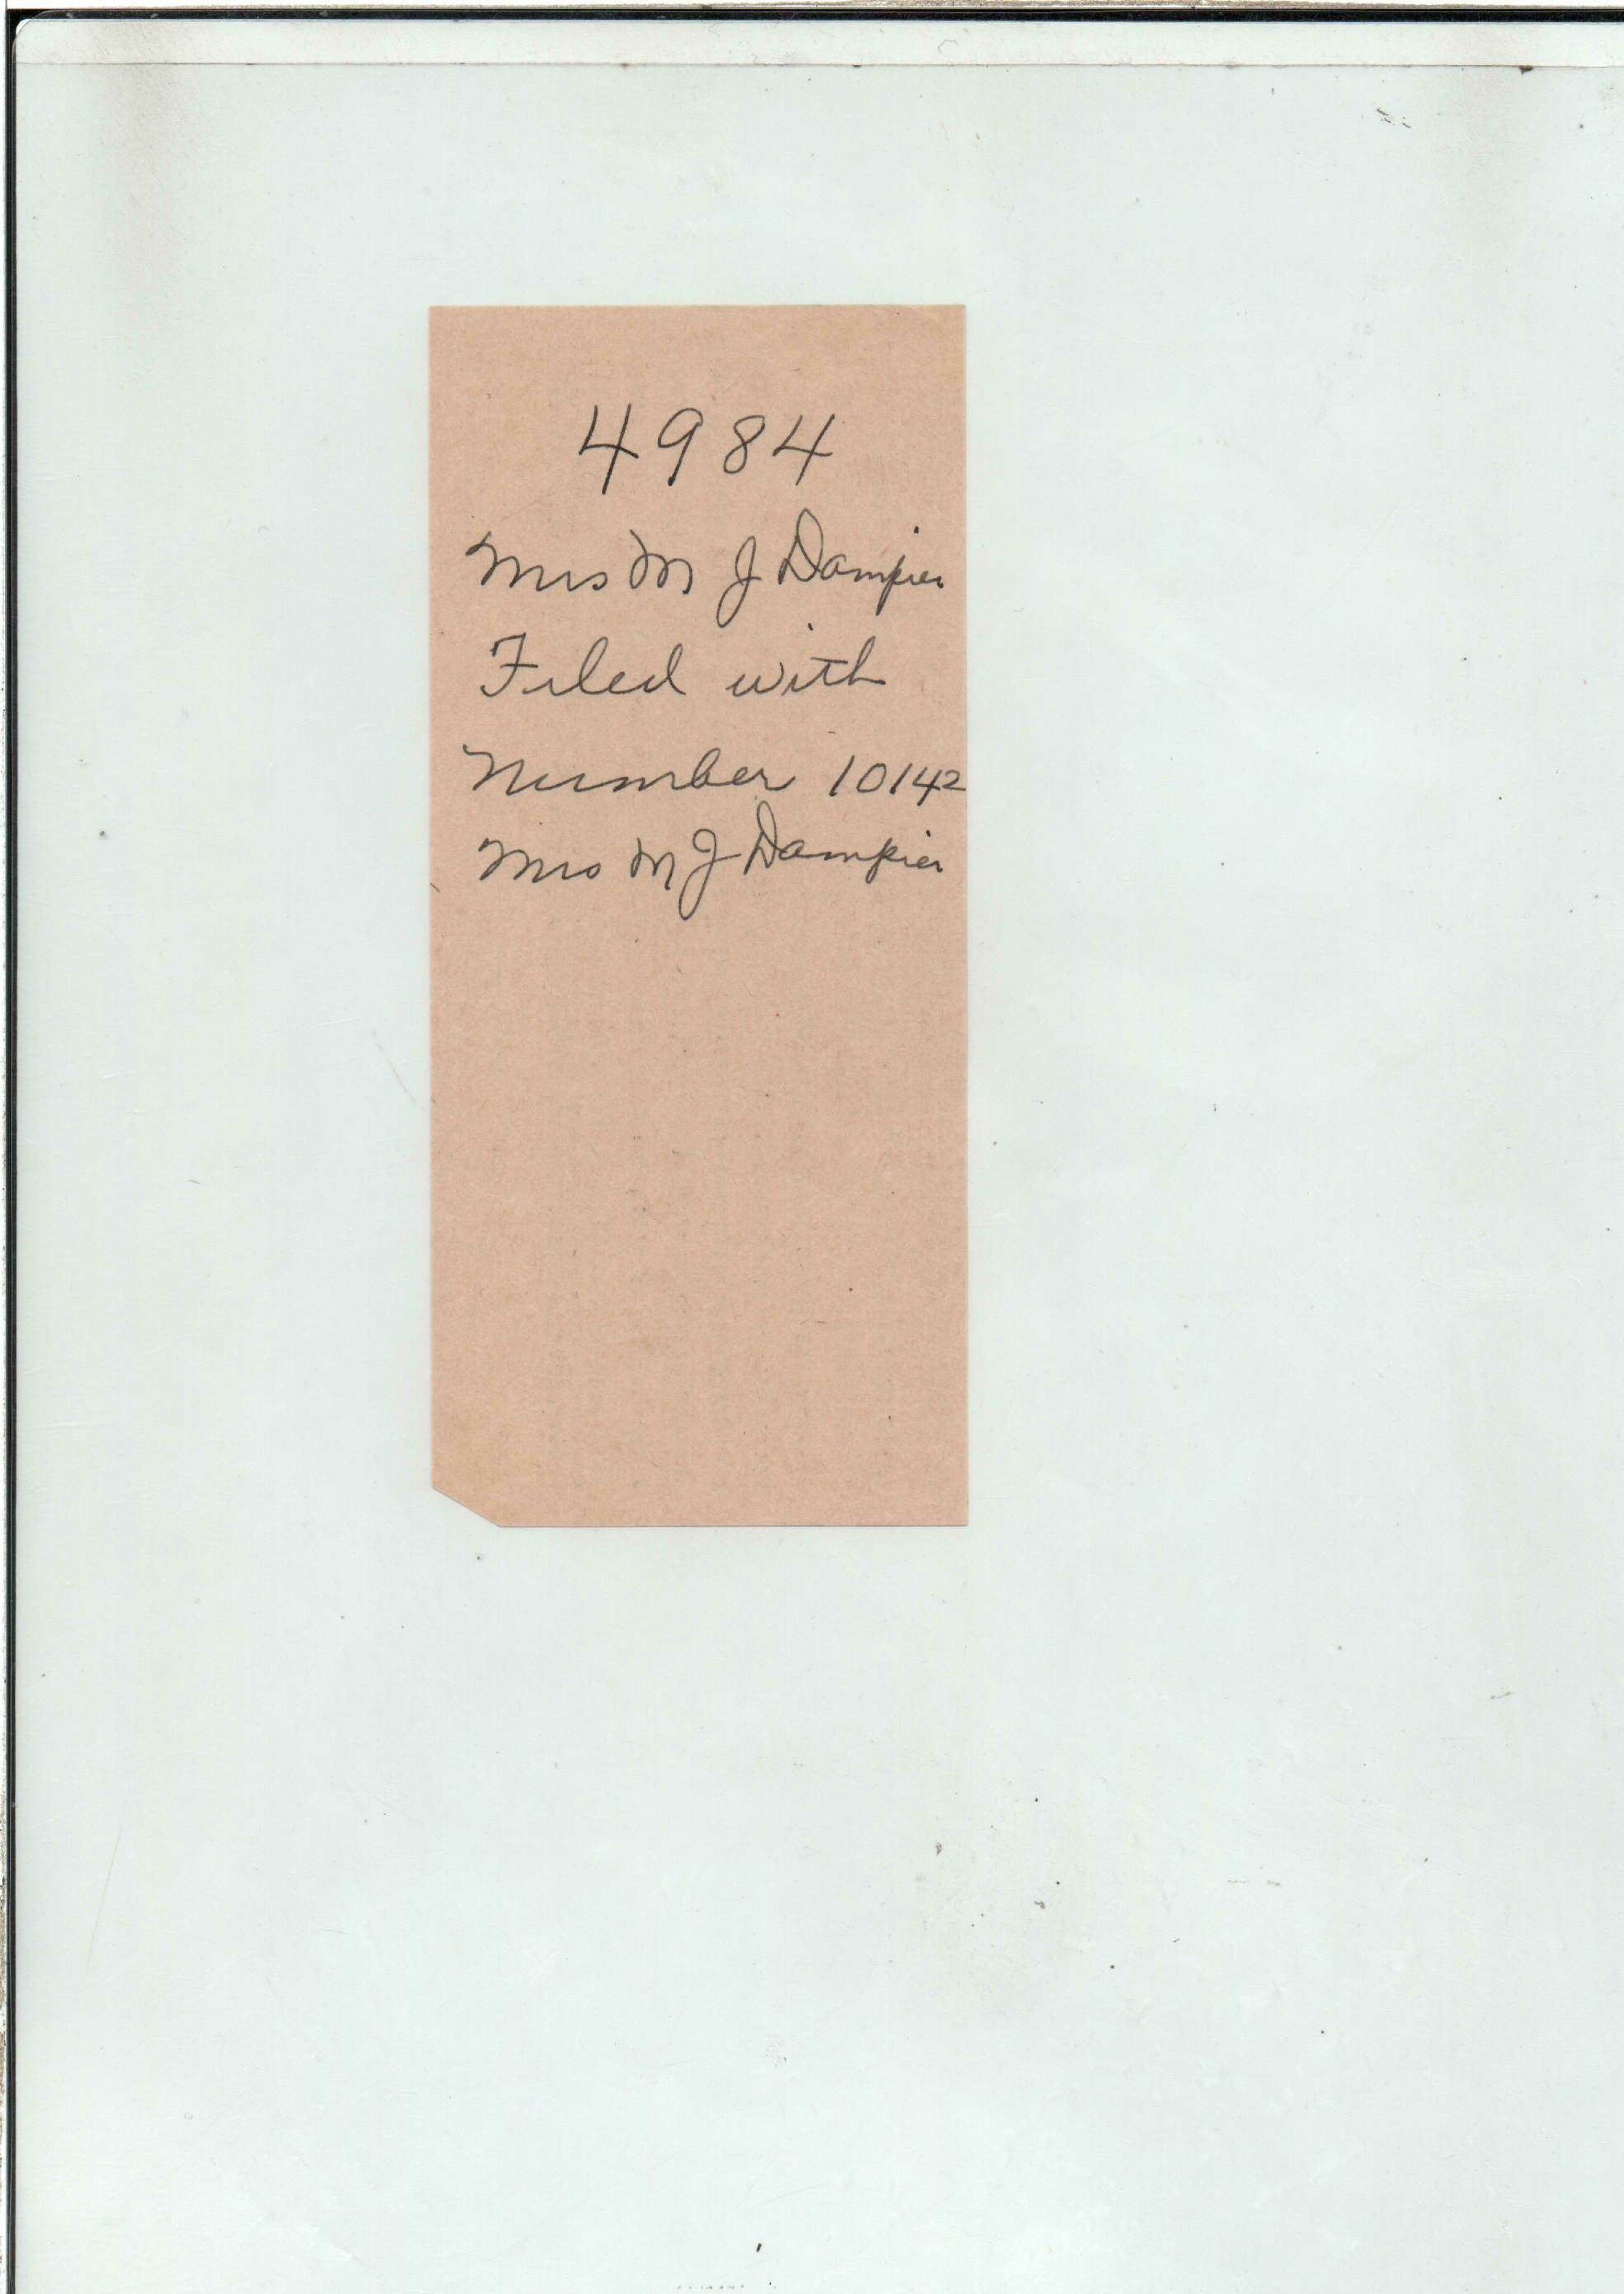 4984
Mrs M J Dampier
Filed with
Number 10142
Mrs M J Dampier